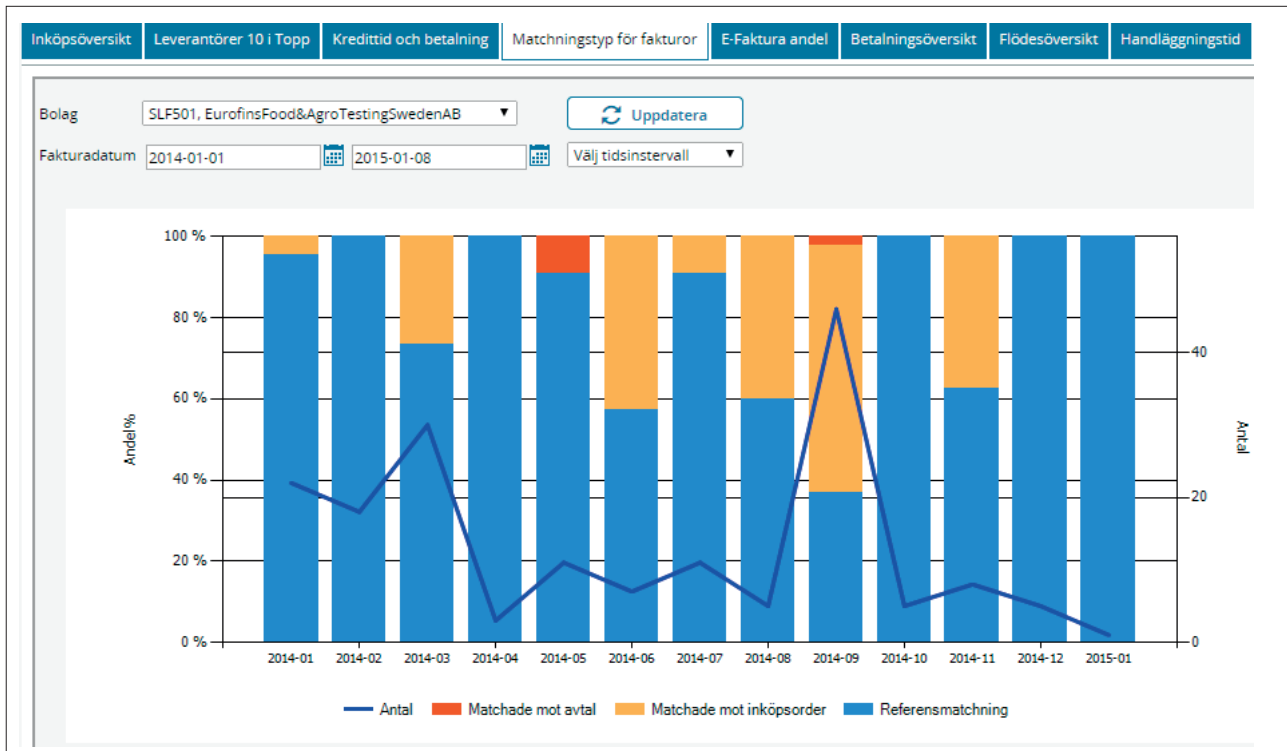 Inköpsöversikt Leverantörer 10 i Topp Kredittid och betalning Matchningstyp för fakturor E-Faktura andel Betalningsöversikt Flödesöversikt Handläggningstid
Bolag SLF501, EurofinsFood&AgroTestingSwedenAB Uppdatera
Fakturadatum 2014-01-01 2015-01-08 Välj tidsinstervall
100 %
80 %
40
60 %
Andel%
Antal
40 %
20
20 %
0 % 0
2014-01 2014-02 2014-03 2014-04 2014-05 2014-06 2014-07 2014-08 2014-09 2014-10 2014-11 2014-12 2015-01
Antal Matchade mot avtal Matchade mot inköpsorder Referensmatchning